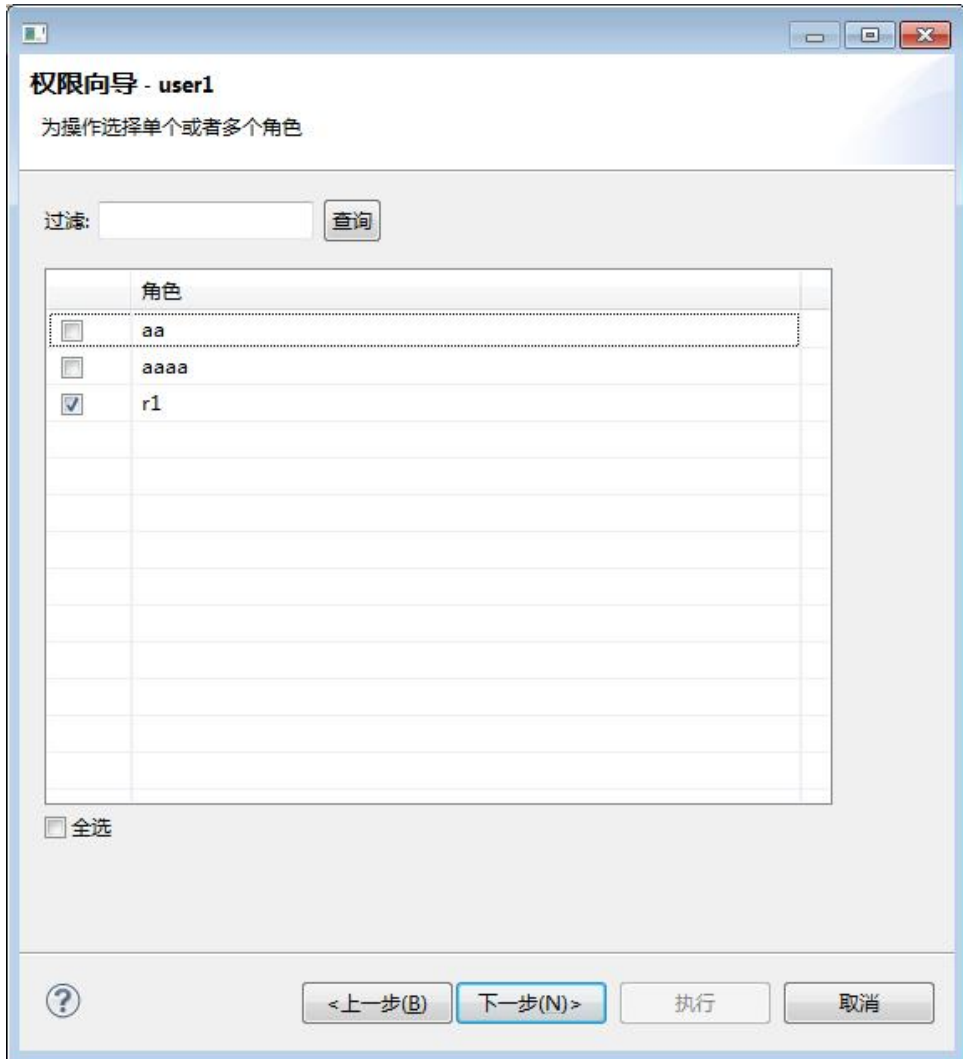 权限向导 - user1
为操作选择单个或者多个角色
过滤: 查询
角色
aa
aaaa
r1
全选
? <上一步(B) 下一步(N)> 执行 取消